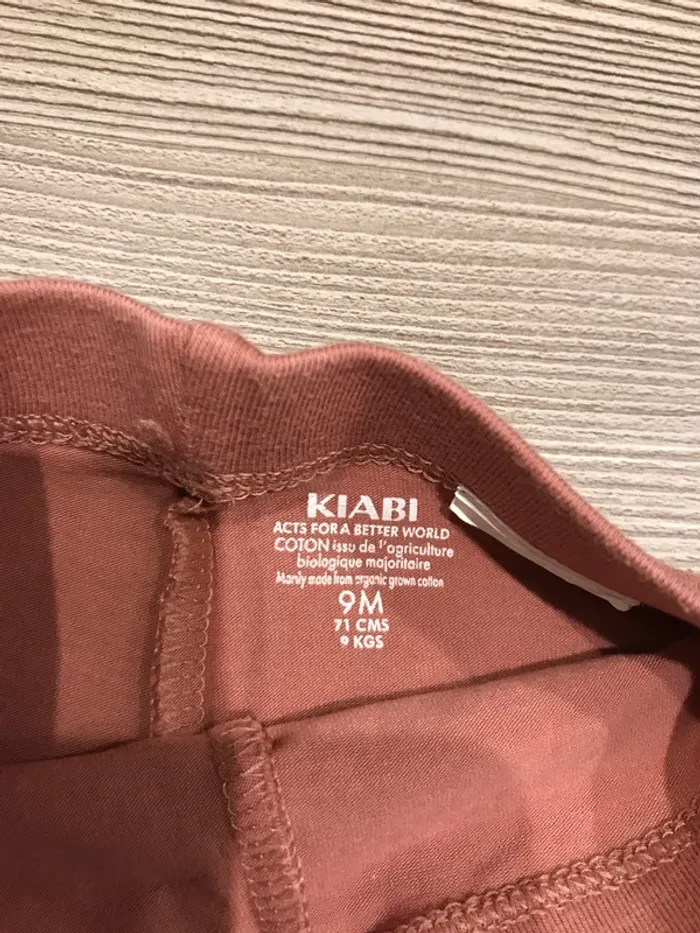 KIABI
ACTS FOR A BETTER WORLD
COTON issu de l'agriculture
biologique majoritaire
Manly made from organic grown cotton
9M
71 CMS
9 KGS